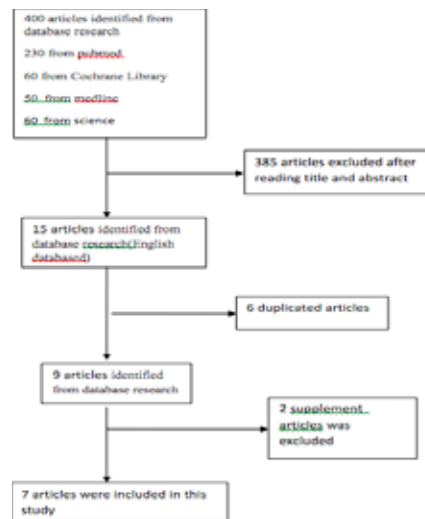 400 articles identified from
database research
230 from pubmed.
60 from Cochrane Library
50 from medline
60 from science
385 articles excluded after
reading title and abstract
15 articles identified from
database research(English
databased)
6 duplicated articles
9 articles identified
from database research
2 supplement
articles was
excluded
7 articles were included in this
study